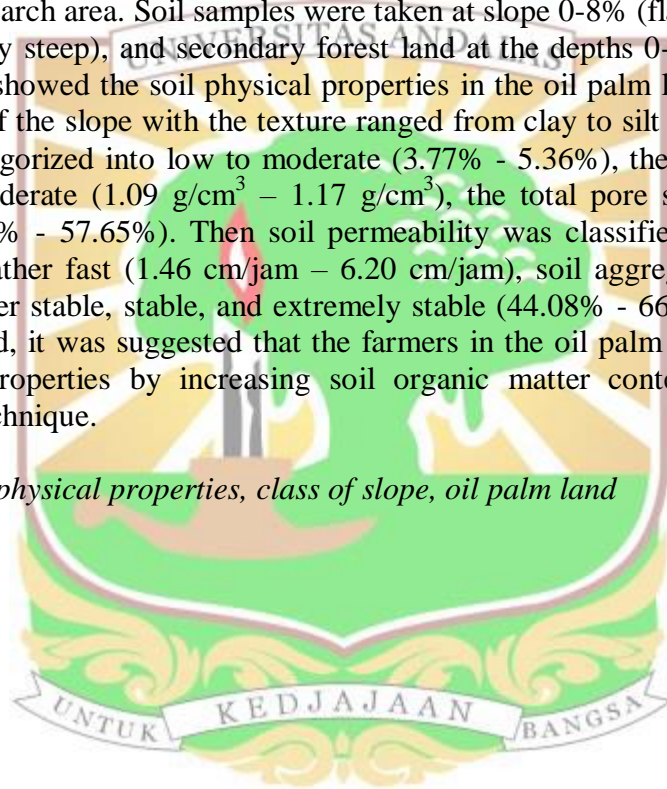 arch area. Soil samples were taken at slope 0-8% (fl
y steep), and secondary forest land at the depths 0-
UNIVERSITAS ANDALAS
showed the soil physical properties in the oil palm l
f the slope with the texture ranged from clay to silt
gorized into low to moderate (3.77% - 5.36%), the
derate (1.09 g/cm³ – 1.17 g/cm³), the total pore s
% - 57.65%). Then soil permeability was classifie
ather fast (1.46 cm/jam – 6.20 cm/jam), soil aggreg
er stable, stable, and extremely stable (44.08% - 66
d, it was suggested that the farmers in the oil palm
roperties by increasing soil organic matter conte
chnique.
physical properties, class of slope, oil palm land
UNTUK KEDJAJAAN BANGSA